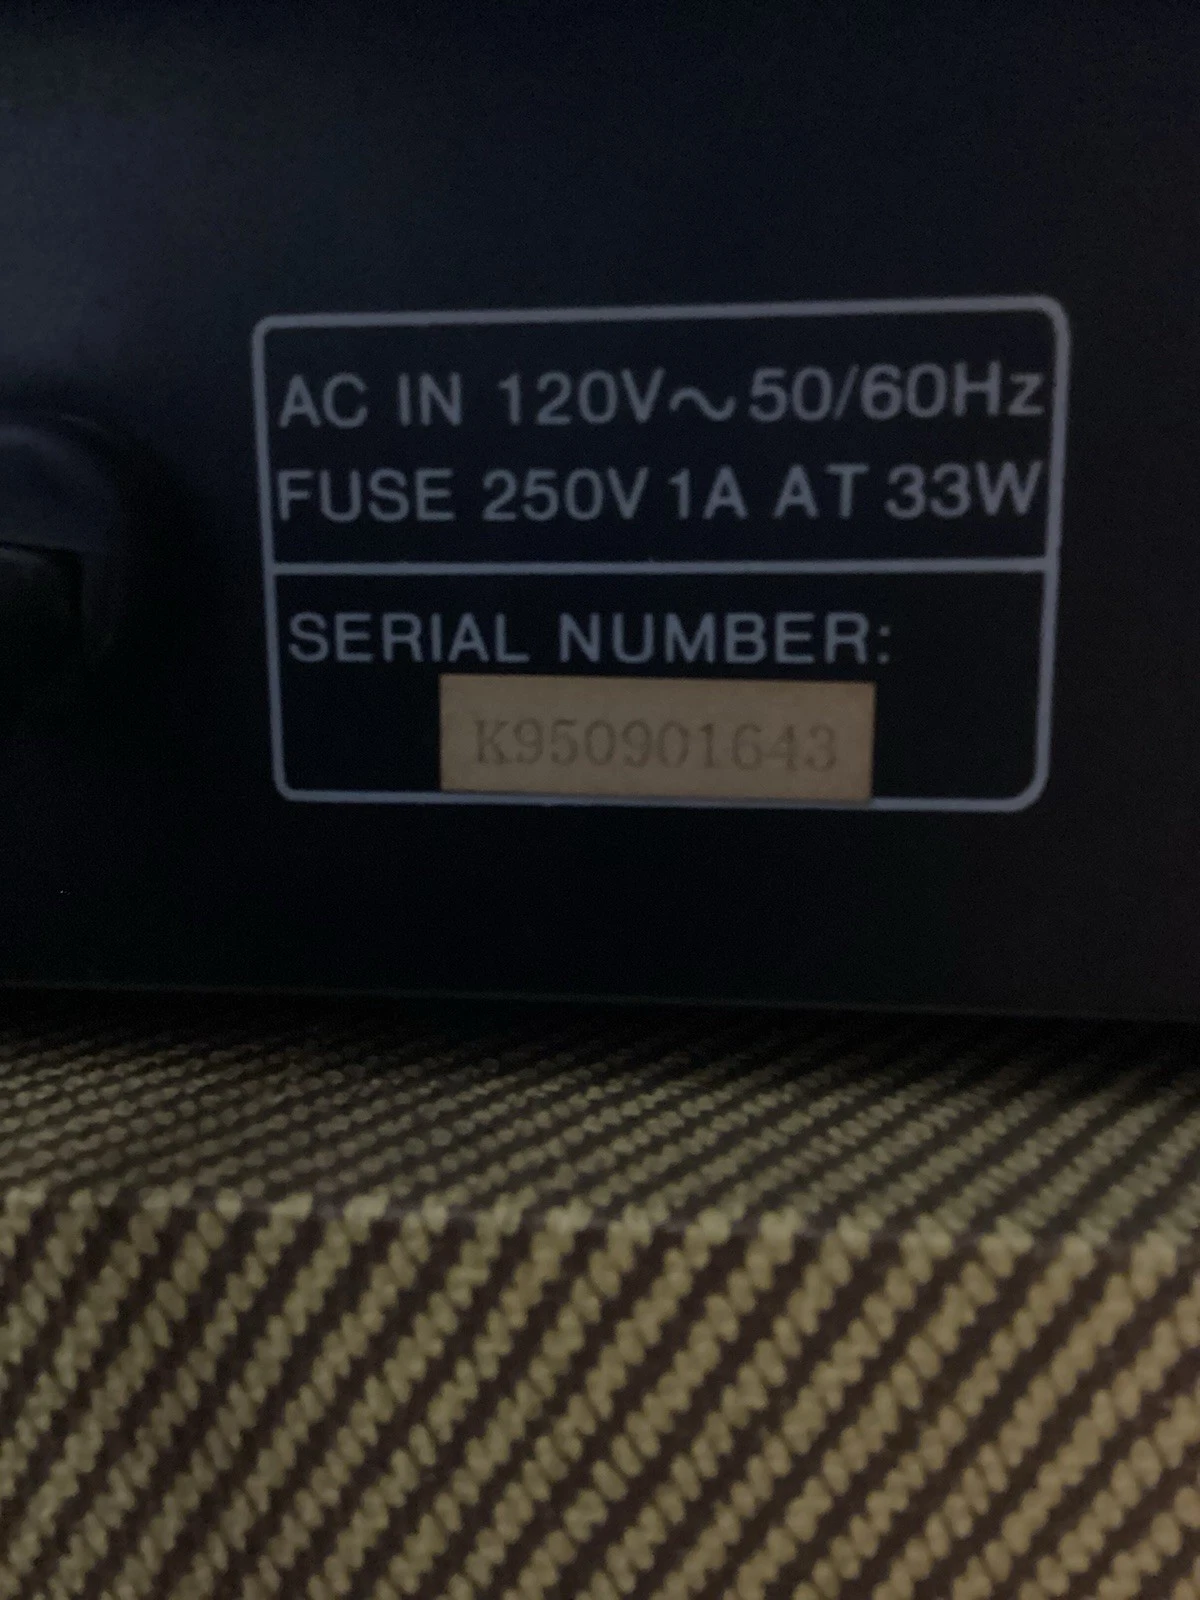 AC IN 120V～50/60Hz
FUSE 250V 1A AT 33W
SERIAL NUMBER:
K950901643